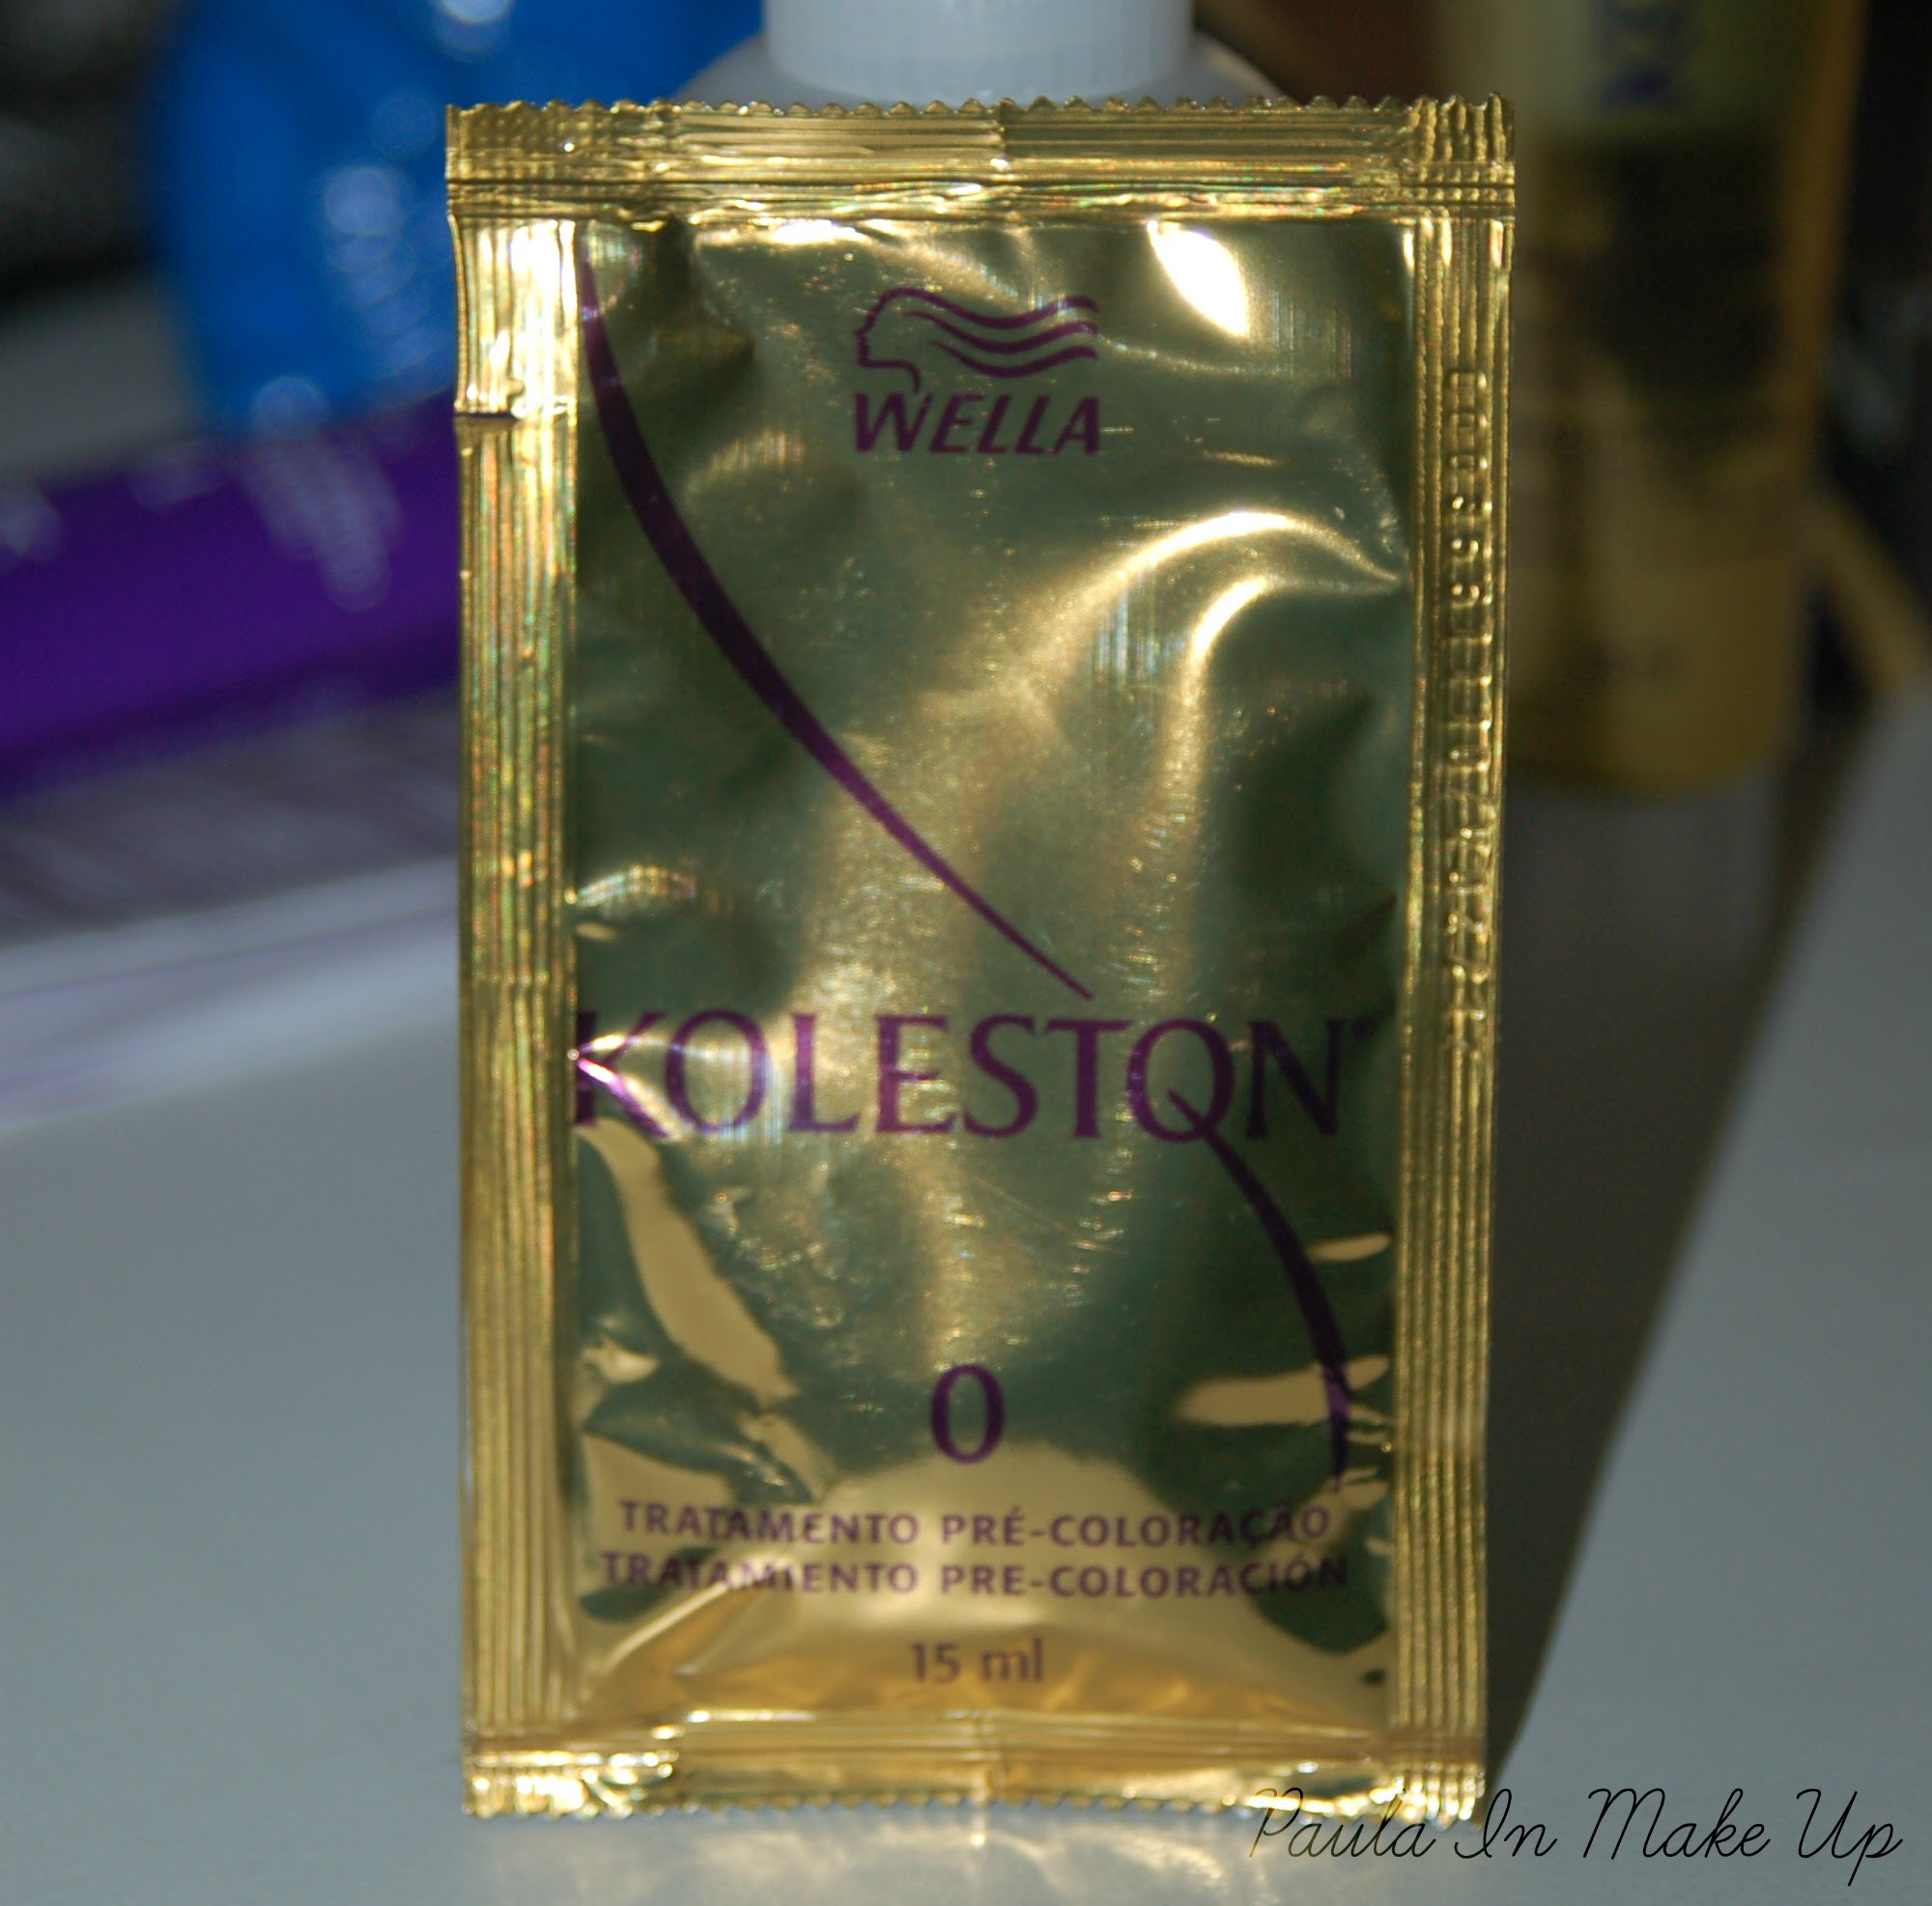 WELLA
KOLESTON
0
TRATAMENTO PRÉ-COLORAÇÃO
TRATAMIENTO PRE-COLORACIÓN
15 ml
Paula In Make Up